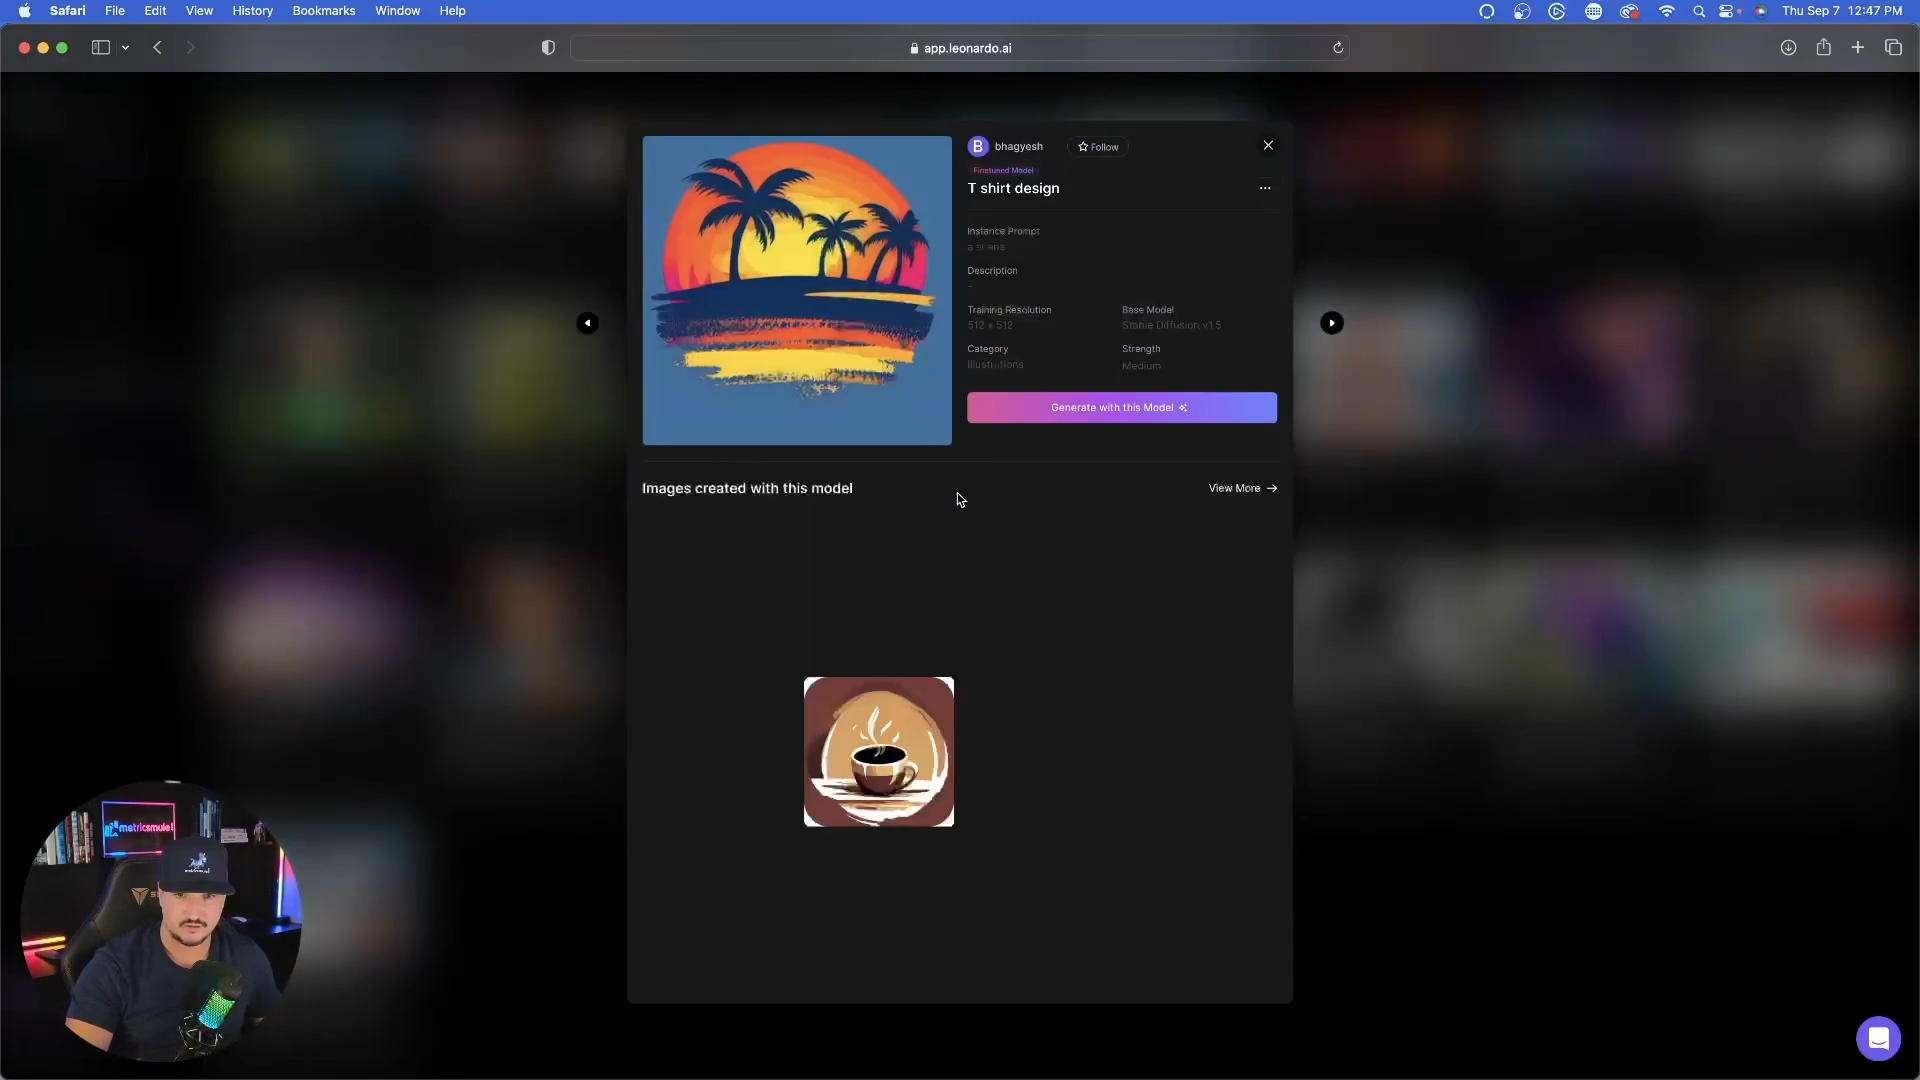 Safari File Edit View History Bookmarks Window Help Thu Sep 7 12:47 PM
app.leonardo.ai
B bhagyesh Follow
Finetuned Model
T shirt design
Instance Prompt
Description
-
Training Resolution Base Model
512 x 512 Stable Diffusion v1.5
Category Strength
Illustrations Medium
Generate with this Model
Images created with this model View More
metricsmule